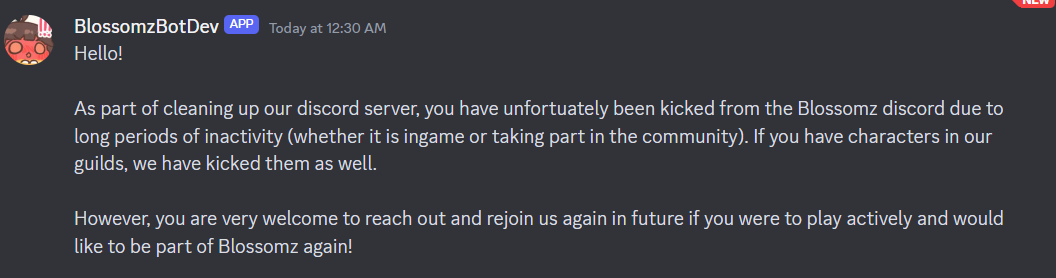 NEW
BlossomzBotDev APP Today at 12:30 AM
Hello!
As part of cleaning up our discord server, you have unfortuately been kicked from the Blossomz discord due to
long periods of inactivity (whether it is ingame or taking part in the community). If you have characters in our
guilds, we have kicked them as well.
However, you are very welcome to reach out and rejoin us again in future if you were to play actively and would
like to be part of Blossomz again!